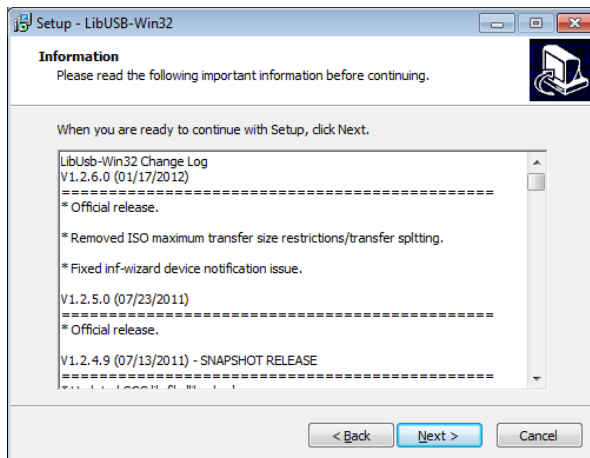 Setup - LibUSB-Win32
Information
Please read the following important information before continuing.
When you are ready to continue with Setup, click Next.
LibUsb-Win32 Change Log
V1.2.6.0 (01/17/2012)
==================================================
* Official release.
* Removed ISO maximum transfer size restrictions/transfer spltting.
* Fixed inf-wizard device notification issue.
V1.2.5.0 (07/23/2011)
==================================================
* Official release.
V1.2.4.9 (07/13/2011) - SNAPSHOT RELEASE
==================================================
< Back
Next >
Cancel